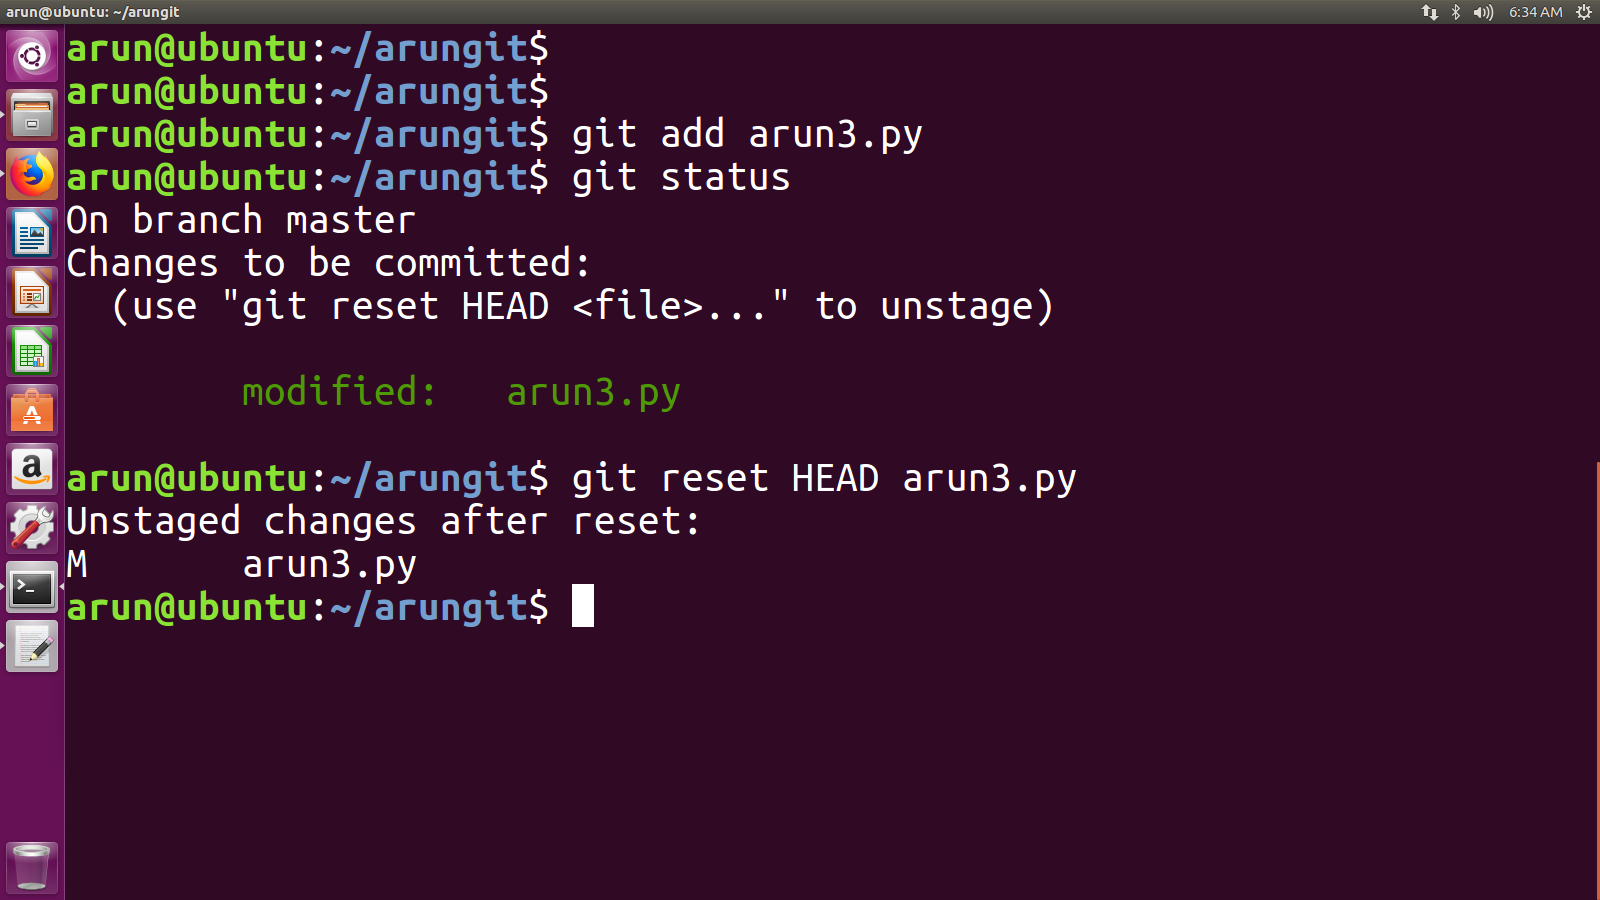 arun@ubuntu: ~/arungit
6:34 AM
arun@ubuntu:~/arungit$
arun@ubuntu:~/arungit$
arun@ubuntu:~/arungit$ git add arun3.py
arun@ubuntu:~/arungit$ git status
On branch master
Changes to be committed:
  (use "git reset HEAD <file>..." to unstage)
        modified:   arun3.py
arun@ubuntu:~/arungit$ git reset HEAD arun3.py
Unstaged changes after reset:
M       arun3.py
arun@ubuntu:~/arungit$